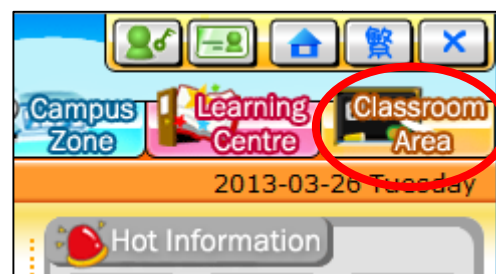 繁
Campus Zone
Learning Centre
Classroom Area
2013-03-26 Tuesday
Hot Information